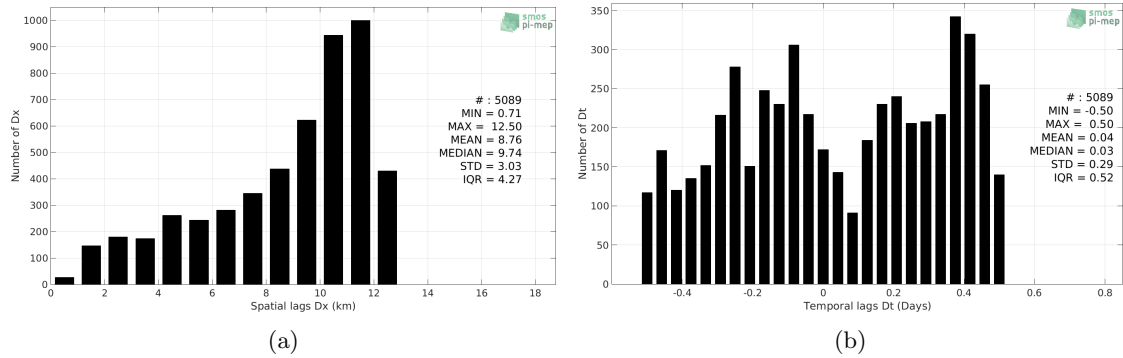 smos
pi-mep
1000
900
800
700
600
500
400
300
200
100
0
Number of Dx
# : 5089
MIN = 0.71
MAX = 12.50
MEAN = 8.76
MEDIAN = 9.74
STD = 3.03
IQR = 4.27
0 2 4 6 8 10 12 14 16 18
Spatial lags Dx (km)
(a)
smos
pi-mep
350
300
250
200
150
100
50
0
Number of Dt
# : 5089
MIN = -0.50
MAX = 0.50
MEAN = 0.04
MEDIAN = 0.03
STD = 0.29
IQR = 0.52
-0.4 -0.2 0 0.2 0.4 0.6 0.8
Temporal lags Dt (Days)
(b)